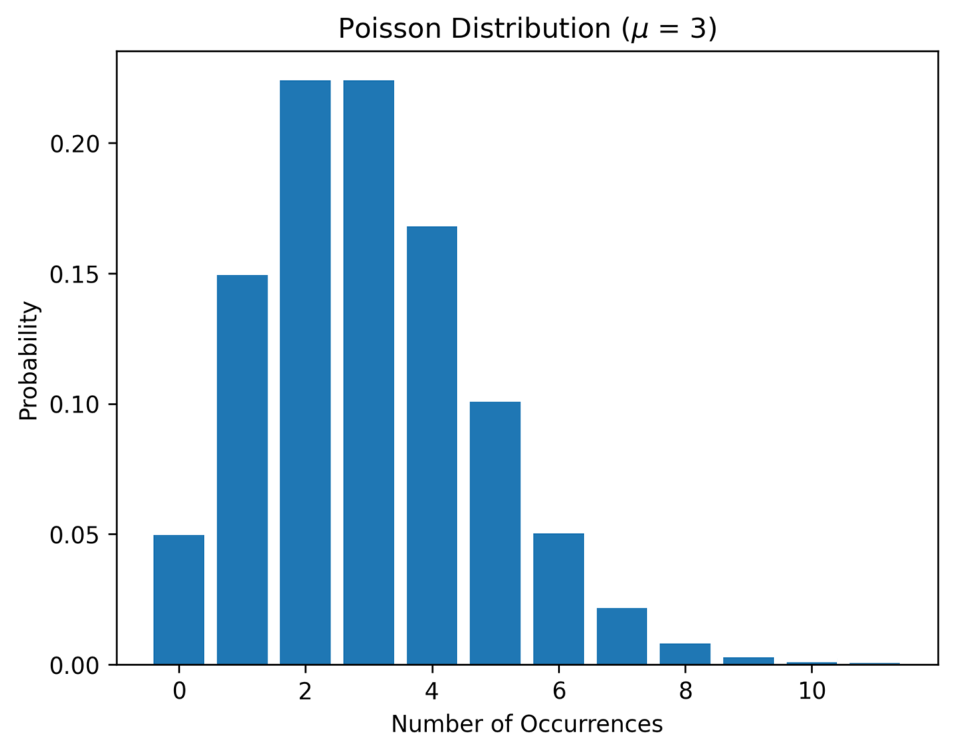 Poisson Distribution (μ = 3)
0.20
0.15
0.10
0.05
0.00
Probability
0 2 4 6 8 10
Number of Occurrences